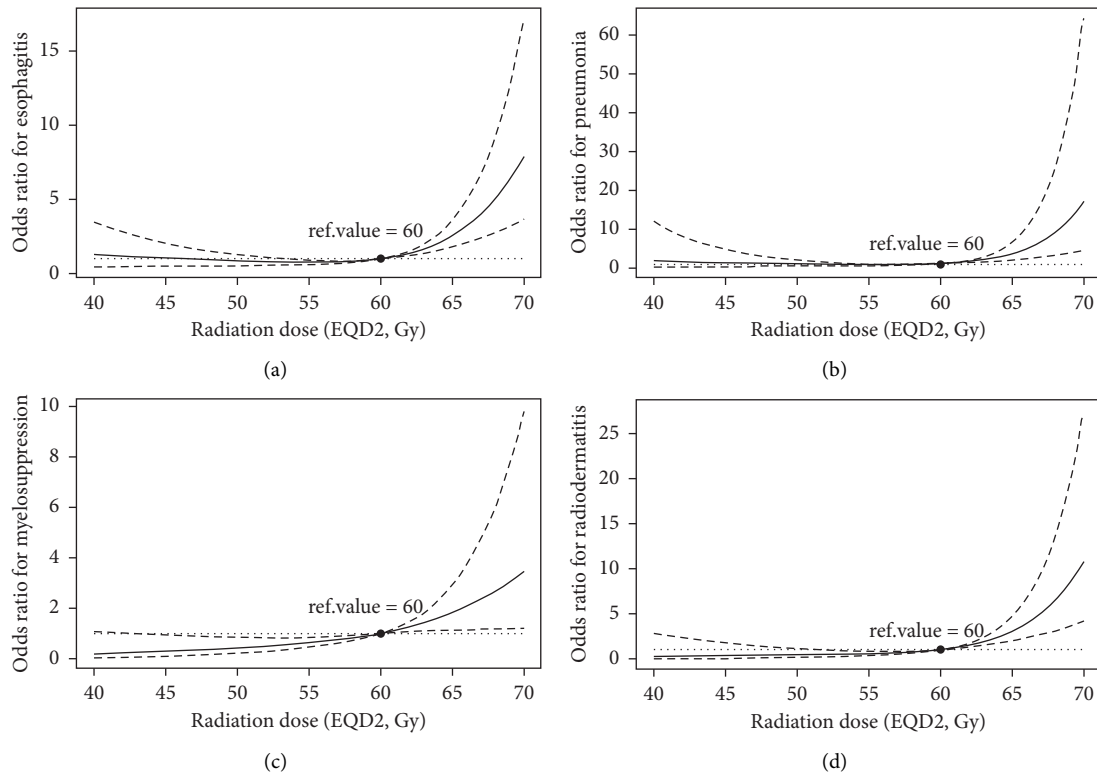 Odds ratio for esophagitis
15
10
5
0
ref.value = 60
40 45 50 55 60 65 70
Radiation dose (EQD2, Gy)
(a)
Odds ratio for pneumonia
60
50
40
30
20
10
0
ref.value = 60
40 45 50 55 60 65 70
Radiation dose (EQD2, Gy)
(b)
Odds ratio for myelosuppression
10
8
6
4
2
0
ref.value = 60
40 45 50 55 60 65 70
Radiation dose (EQD2, Gy)
(c)
Odds ratio for radiodermatitis
25
20
15
10
5
0
ref.value = 60
40 45 50 55 60 65 70
Radiation dose (EQD2, Gy)
(d)